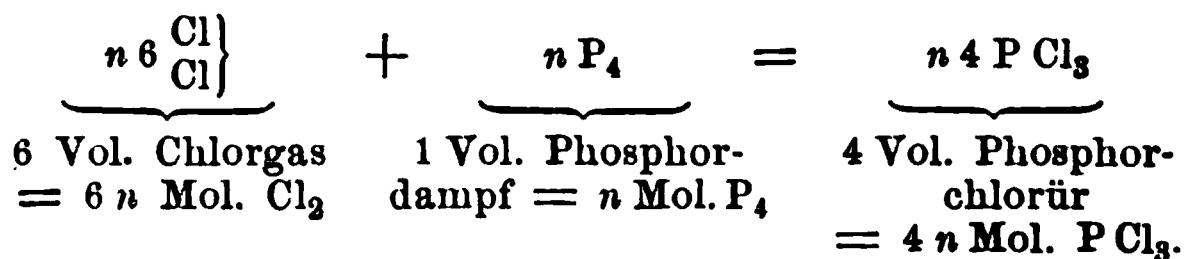 n 6 Cl
Cl} + n P₄ = n 4 P Cl₃
6 Vol. Chlorgas 1 Vol. Phosphor- 4 Vol. Phosphor-
= 6 n Mol. Cl₂ dampf = n Mol. P₄ chlorür
= 4 n Mol. P Cl₃.